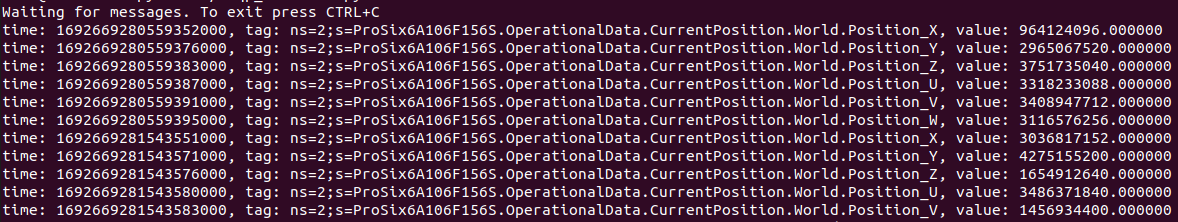 Waiting for messages. To exit press CTRL+C
time: 1692669280559352000, tag: ns=2;s=ProSix6A106F156S.OperationalData.CurrentPosition.World.Position_X, value: 964124096.000000
time: 1692669280559376000, tag: ns=2;s=ProSix6A106F156S.OperationalData.CurrentPosition.World.Position_Y, value: 2965067520.000000
time: 1692669280559383000, tag: ns=2;s=ProSix6A106F156S.OperationalData.CurrentPosition.World.Position_Z, value: 3751735040.000000
time: 1692669280559387000, tag: ns=2;s=ProSix6A106F156S.OperationalData.CurrentPosition.World.Position_U, value: 3318233088.000000
time: 1692669280559391000, tag: ns=2;s=ProSix6A106F156S.OperationalData.CurrentPosition.World.Position_V, value: 3408947712.000000
time: 1692669280559395000, tag: ns=2;s=ProSix6A106F156S.OperationalData.CurrentPosition.World.Position_W, value: 3116576256.000000
time: 1692669281543551000, tag: ns=2;s=ProSix6A106F156S.OperationalData.CurrentPosition.World.Position_X, value: 3036817152.000000
time: 1692669281543571000, tag: ns=2;s=ProSix6A106F156S.OperationalData.CurrentPosition.World.Position_Y, value: 4275155200.000000
time: 1692669281543576000, tag: ns=2;s=ProSix6A106F156S.OperationalData.CurrentPosition.World.Position_Z, value: 1654912640.000000
time: 1692669281543580000, tag: ns=2;s=ProSix6A106F156S.OperationalData.CurrentPosition.World.Position_U, value: 3486371840.000000
time: 1692669281543583000, tag: ns=2;s=ProSix6A106F156S.OperationalData.CurrentPosition.World.Position_V, value: 1456934400.000000